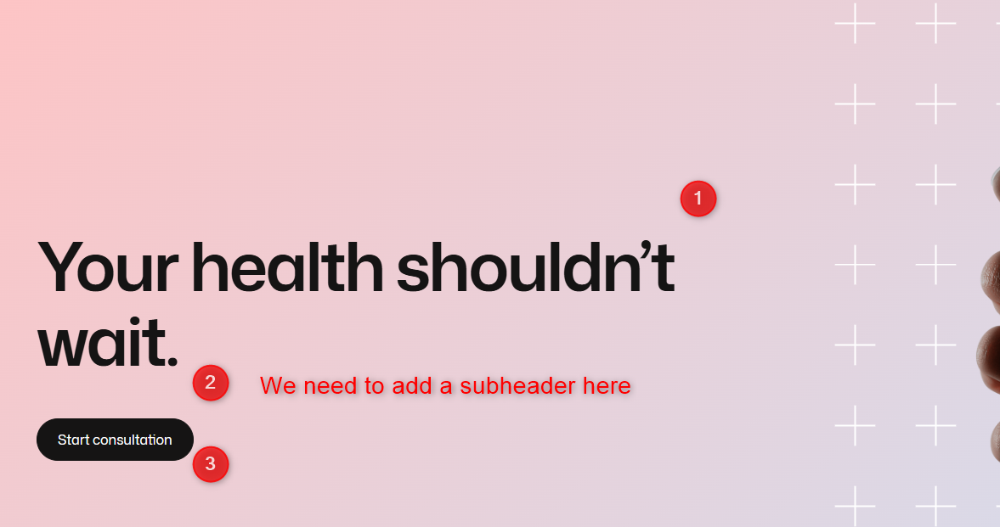 1
Your health shouldn’t
wait.
2 We need to add a subheader here
Start consultation
3